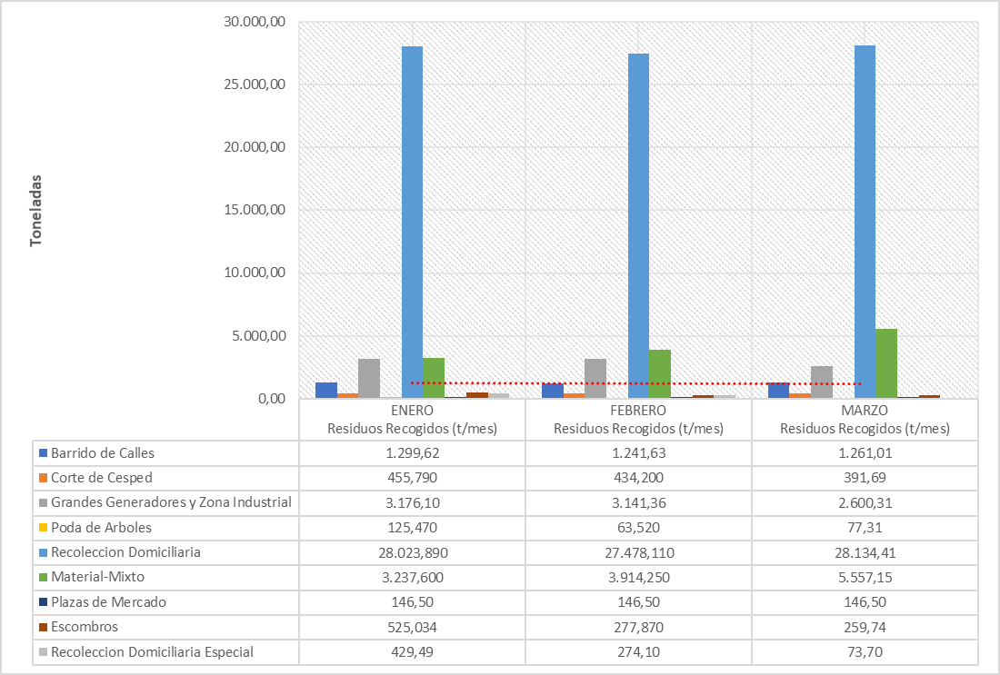 30.000,00
25.000,00
20.000,00
15.000,00
10.000,00
5.000,00
0,00
Toneladas
ENERO FEBRERO MARZO
Residuos Recogidos (t/mes) Residuos Recogidos (t/mes) Residuos Recogidos (t/mes)
Barrido de Calles 1.299,62 1.241,63 1.261,01
Corte de Cesped 455,790 434,200 391,69
Grandes Generadores y Zona Industrial 3.176,10 3.141,36 2.600,31
Poda de Arboles 125,470 63,520 77,31
Recoleccion Domiciliaria 28.023,890 27.478,110 28.134,41
Material-Mixto 3.237,600 3.914,250 5.557,15
Plazas de Mercado 146,50 146,50 146,50
Escombros 525,034 277,870 259,74
Recoleccion Domiciliaria Especial 429,49 274,10 73,70